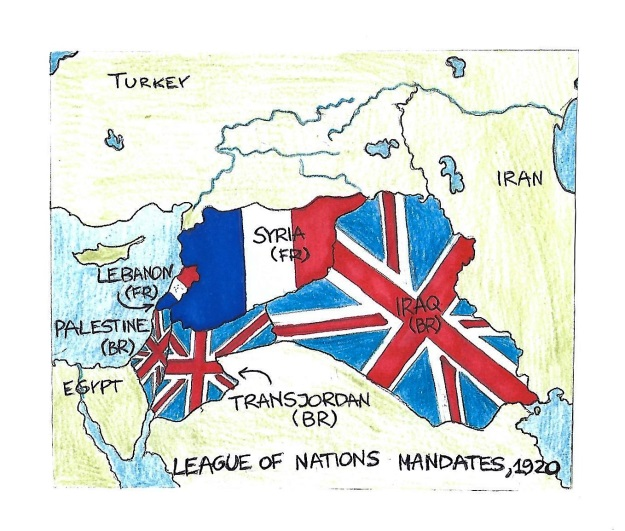 TURKEY
IRAN
SYRIA
(FR)
LEBANON
(FR)
IRAQ
(BR)
PALESTINE
(BR)
EGYPT
TRANSJORDAN
(BR)
LEAGUE OF NATIONS MANDATES, 1920